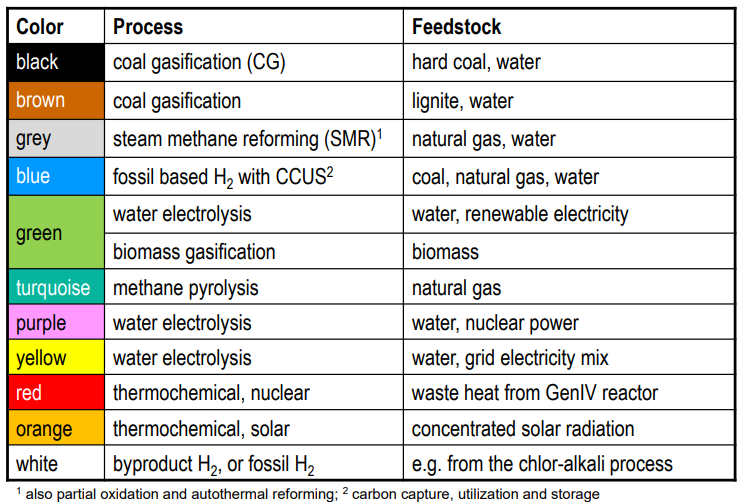 Color Process Feedstock
black coal gasification (CG) hard coal, water
brown coal gasification lignite, water
grey steam methane reforming (SMR)¹ natural gas, water
blue fossil based H₂ with CCUS² coal, natural gas, water
green water electrolysis water, renewable electricity
biomass gasification biomass
turquoise methane pyrolysis natural gas
purple water electrolysis water, nuclear power
yellow water electrolysis water, grid electricity mix
red thermochemical, nuclear waste heat from GenIV reactor
orange thermochemical, solar concentrated solar radiation
white byproduct H₂, or fossil H₂ e.g. from the chlor-alkali process
¹ also partial oxidation and autothermal reforming; ² carbon capture, utilization and storage